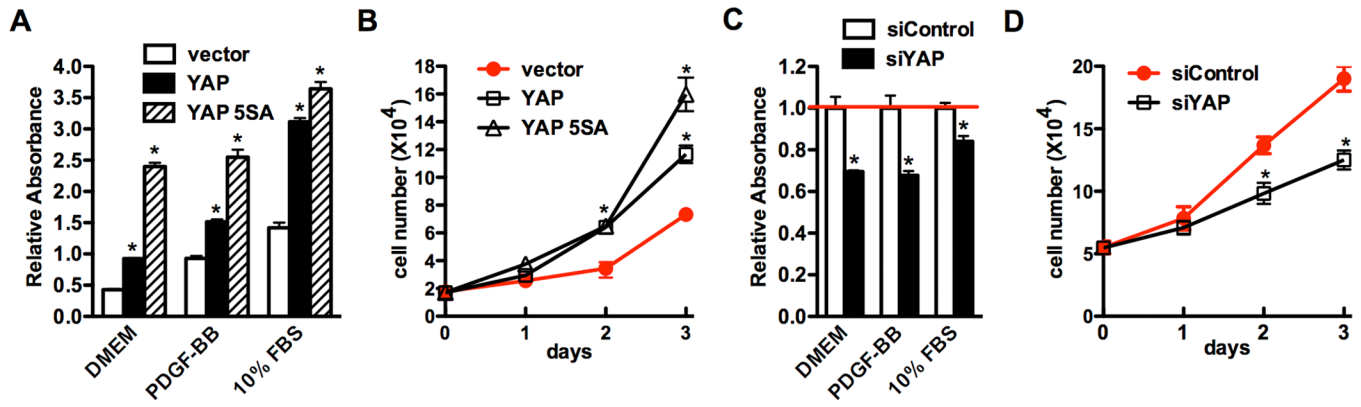 A
vector
YAP
YAP 5SA
Relative Absorbance
4.0
3.5
3.0
2.5
2.0
1.5
1.0
0.5
0.0
* * * * * *
DMEM
PDGF-BB
10% FBS
B
vector
YAP
YAP 5SA
cell number (X10⁴)
18
16
14
12
10
8
6
4
2
0
* * *
0 1 2 3
days
C
siControl
siYAP
Relative Absorbance
1.2
1.0
0.8
0.6
0.4
0.2
0.0
* * *
DMEM
PDGF-BB
10% FBS
D
siControl
siYAP
cell number (X10⁴)
20
15
10
5
0
* *
0 1 2 3
days